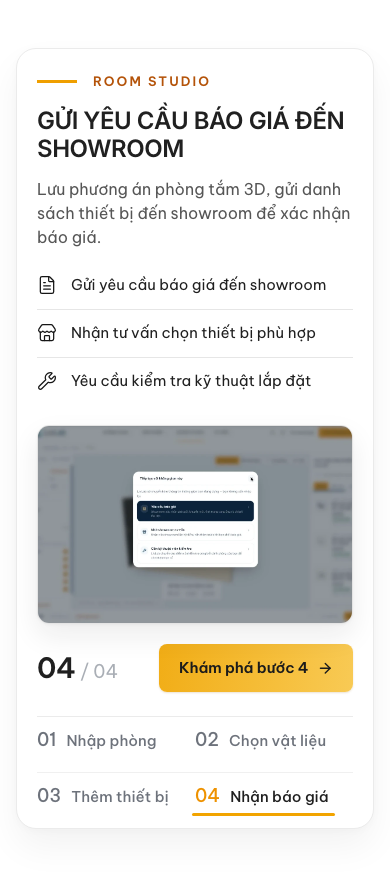 ROOM STUDIO
GỬI YÊU CẦU BÁO GIÁ ĐẾN
SHOWROOM
Lưu phương án phòng tắm 3D, gửi danh
sách thiết bị đến showroom để xác nhận
báo giá.
Gửi yêu cầu báo giá đến showroom
Nhận tư vấn chọn thiết bị phù hợp
Yêu cầu kiểm tra kỹ thuật lắp đặt
04 / 04
Khám phá bước 4 →
01 Nhập phòng
02 Chọn vật liệu
03 Thêm thiết bị
04 Nhận báo giá